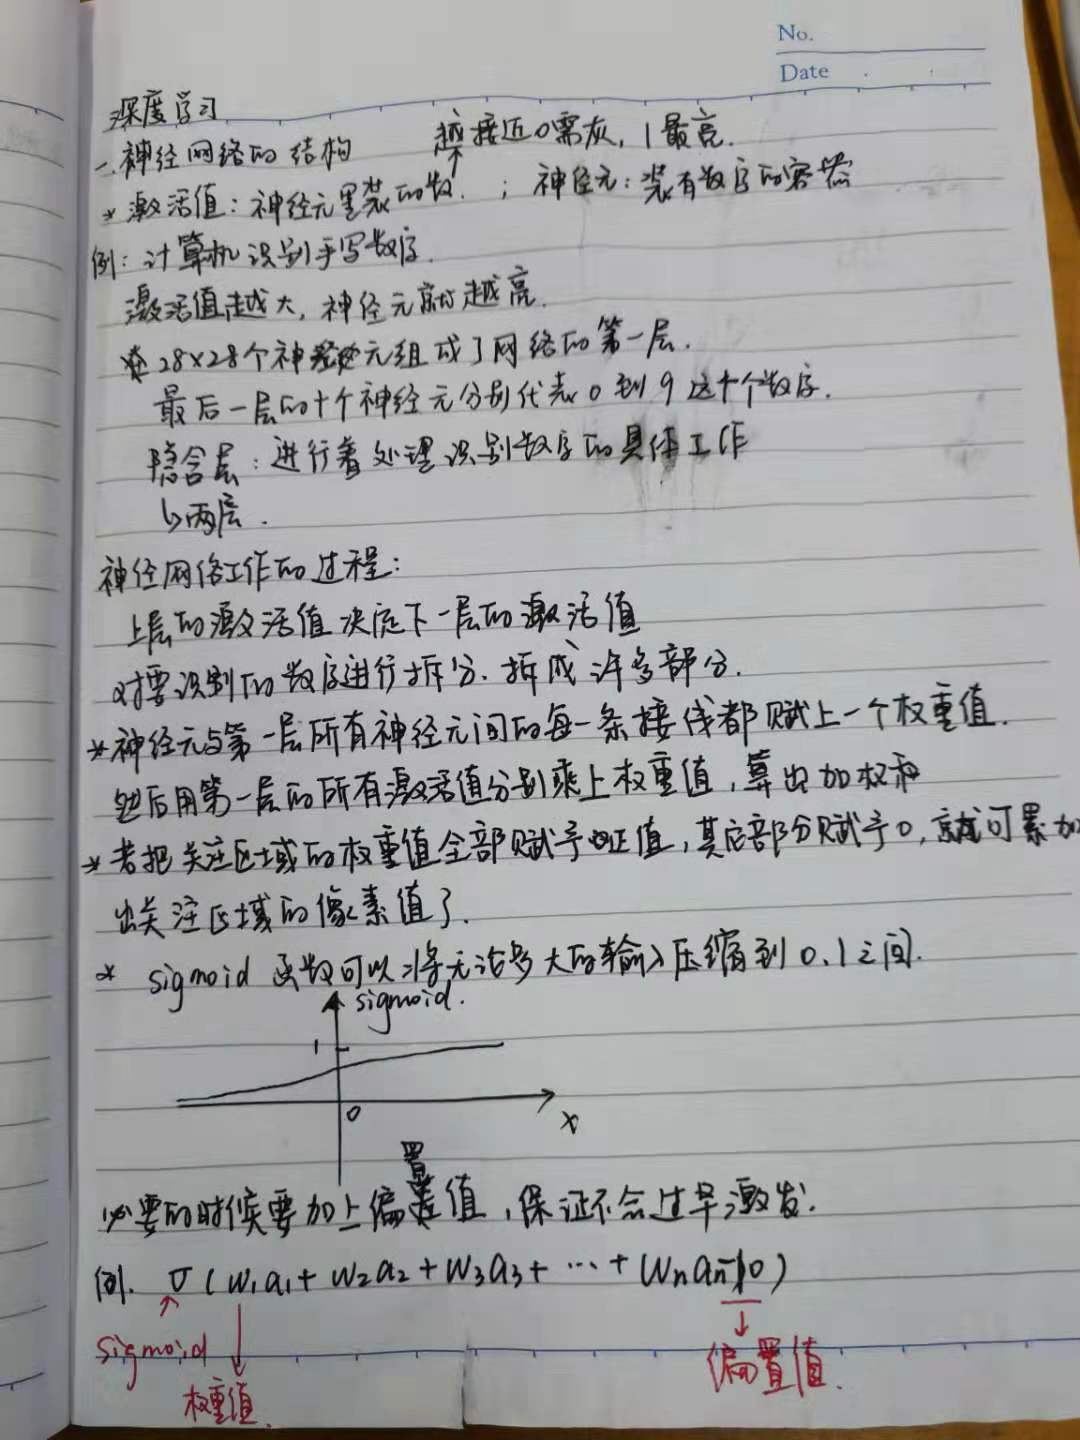 No.
Date
深度学习
越接近0需灰，1最亮.
一.神经网络的结构
* 激活值：神经元里装的数. ；神经元：装有数字的容器
例：计算机识别手写数字.
激活值越大，神经元就越亮.
28×28个神经元组成了网络的第一层.
最后一层的十个神经元分别代表0到9这十个数字.
隐含层：进行着处理识别数字的具体工作
↳两层.
神经网络工作的过程：
上层的激活值决定下一层的激活值
对要识别的数字进行拆分.拆成许多部分.
* 神经元与第一层所有神经元间的每一条接线都赋上一个权重值.
然后用第一层的所有激活值分别乘上权重值，算出加权和
* 若把关注区域的权重值全部赋予正值，其它部分赋予0，就可累加
出关注区域的像素值了.
* sigmoid 函数可以将无论多大的输入压缩到0.1之间.
sigmoid.
1
0
x
必要的时候要加上偏置值，保证不会过早激发.
例. σ(w₁a₁+w₂a₂+w₃a₃+…+wₙaₙ-10)
sigmoid
权重值.
偏置值.